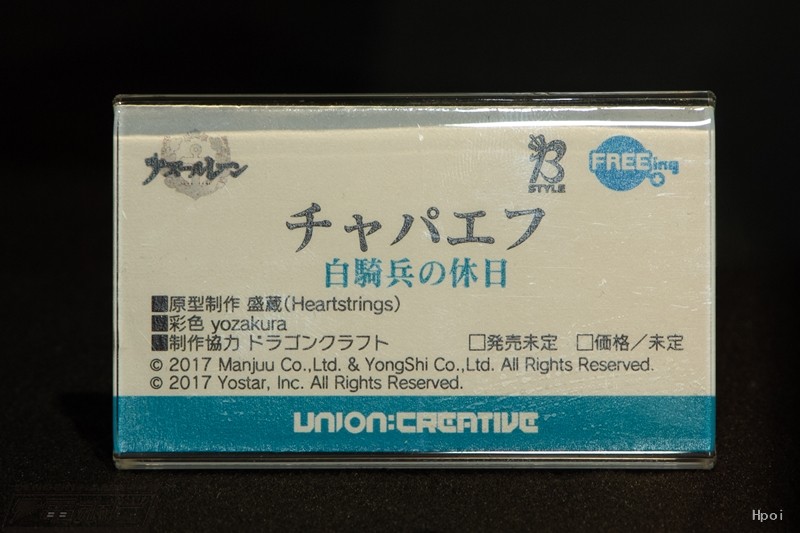 アズールレーン
B STYLE
FREEing
チャパエフ
白騎兵の休日
■原型制作 盛蔵(Heartstrings)
■彩色 yozakura
■制作協力 ドラゴンクラフト □発売未定 □価格/未定
© 2017 Manjuu Co.,Ltd. & YongShi Co.,Ltd. All Rights Reserved.
© 2017 Yostar, Inc. All Rights Reserved.
UNION:CREATIVE
Hpoi